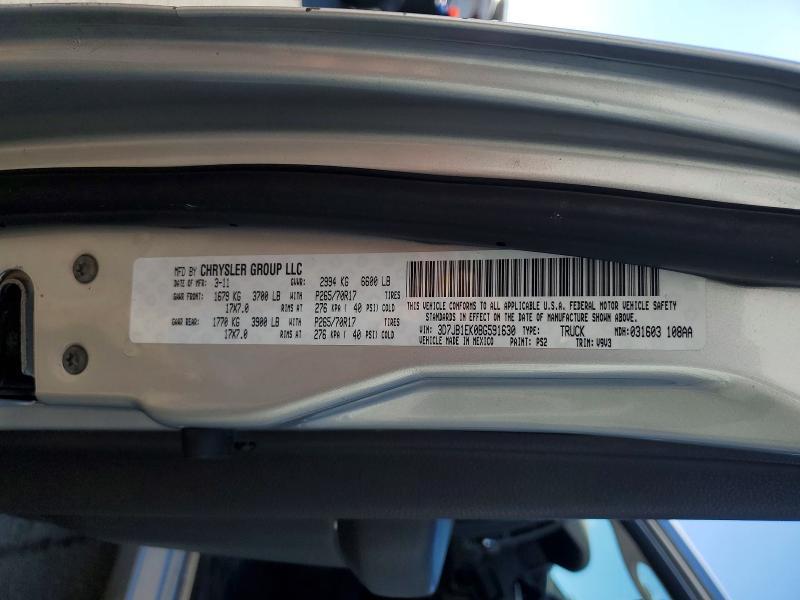 MFD BY CHRYSLER GROUP LLC
DATE OF MFR: 3-11 GVWR: 2994 KG 6600 LB
GAWR FRONT: 1679 KG 3700 LB WITH P265/70R17 TIRES
17X7.0 RIMS AT 276 KPA ( 40 PSI) COLD
GAWR REAR: 1770 KG 3900 LB WITH P265/70R17 TIRES
17X7.0 RIMS AT 276 KPA ( 40 PSI) COLD
THIS VEHICLE CONFORMS TO ALL APPLICABLE U.S.A. FEDERAL MOTOR VEHICLE SAFETY
STANDARDS IN EFFECT ON THE DATE OF MANUFACTURE SHOWN ABOVE.
VIN: 3D7JB1EK0BG591630 TYPE: TRUCK MDH: 031603 108AA
VEHICLE MADE IN MEXICO PAINT: PS2 TRIM: V9V3